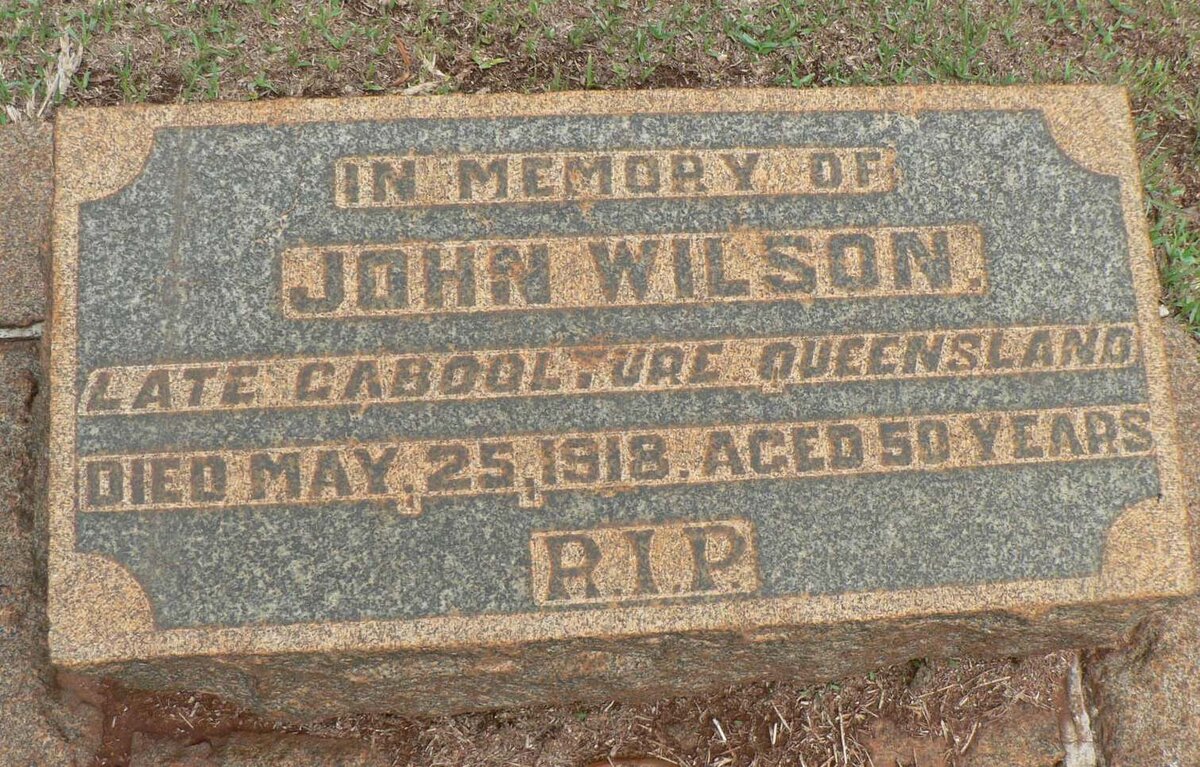 IN MEMORY OF
JOHN WILSON.
LATE CABOOLTURE QUEENSLAND
DIED MAY, 25, 1918. AGED 50 YEARS
R.I.P.